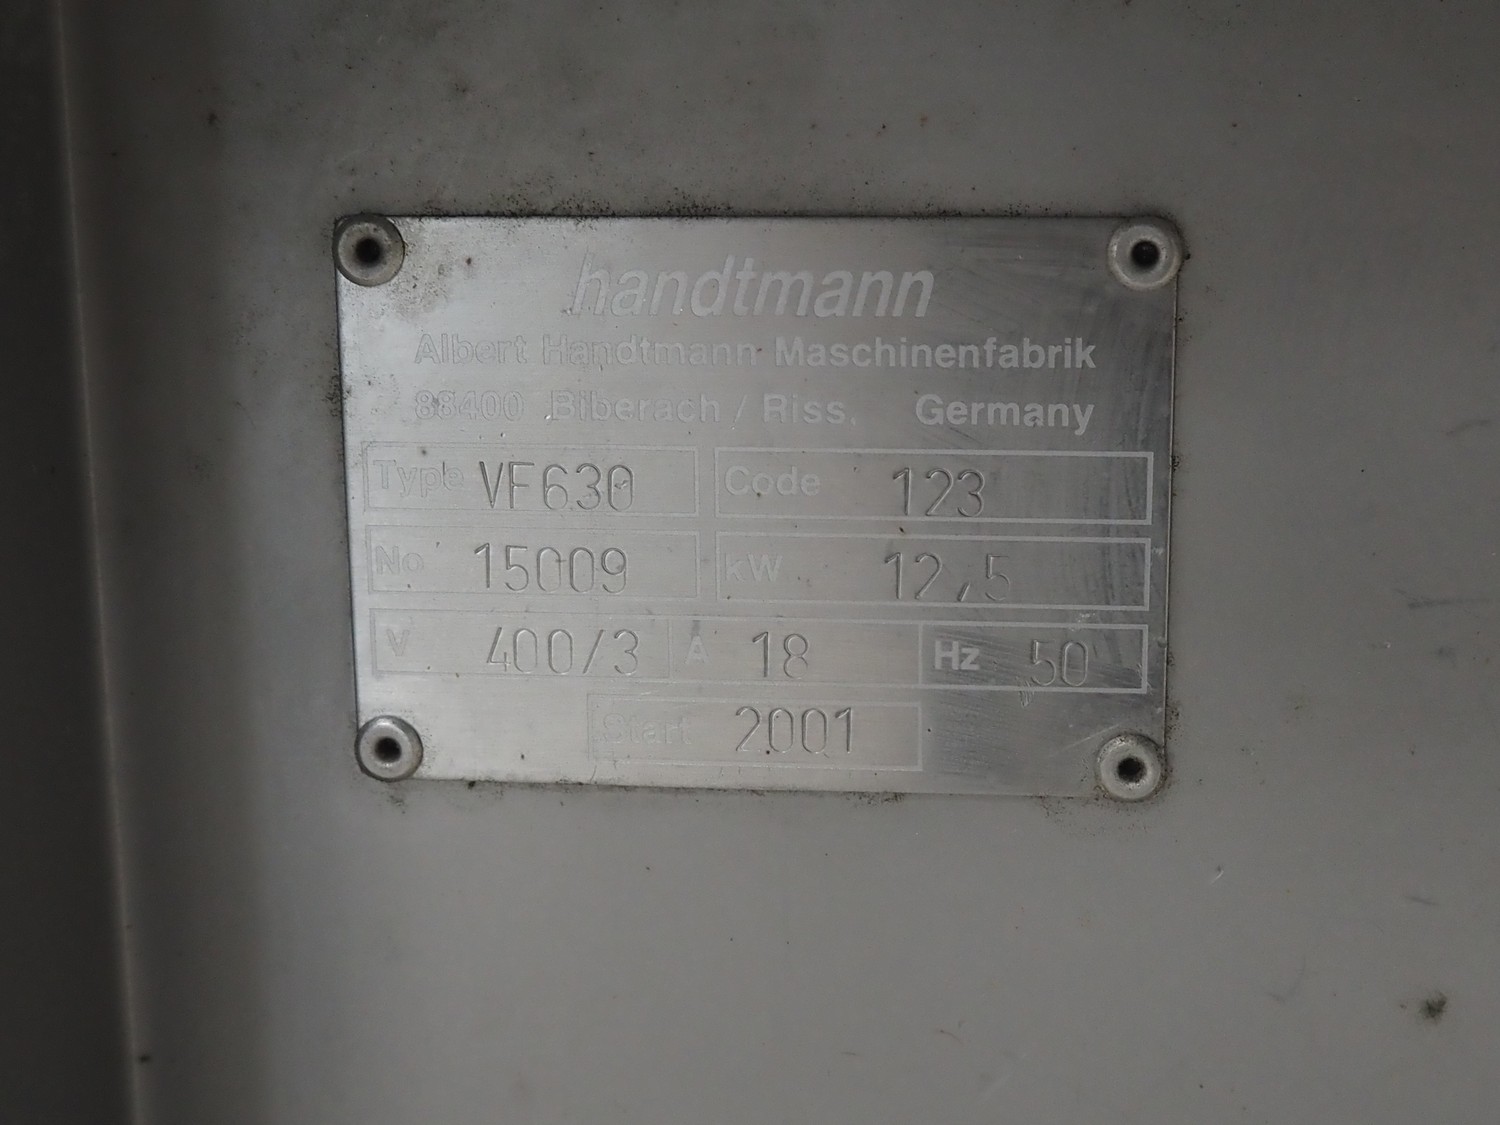 handtmann
Albert Handtmann Maschinenfabrik
88400 Biberach / Riss. Germany
Type VF630 Code 123
No 15009 kW 12,5
V 400/3 A 18 Hz 50
Start 2001